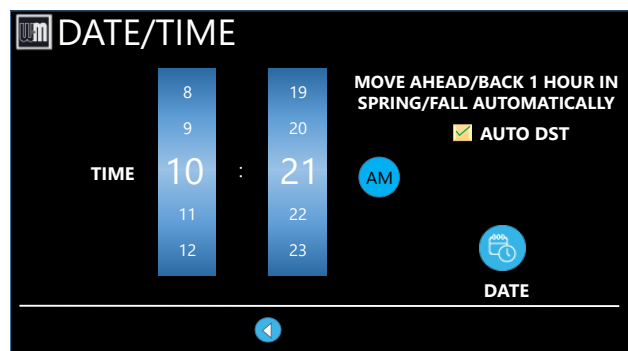 wm DATE/TIME
MOVE AHEAD/BACK 1 HOUR IN
SPRING/FALL AUTOMATICALLY
AUTO DST
8 19
9 20
TIME 10 : 21 AM
11 22
12 23
DATE